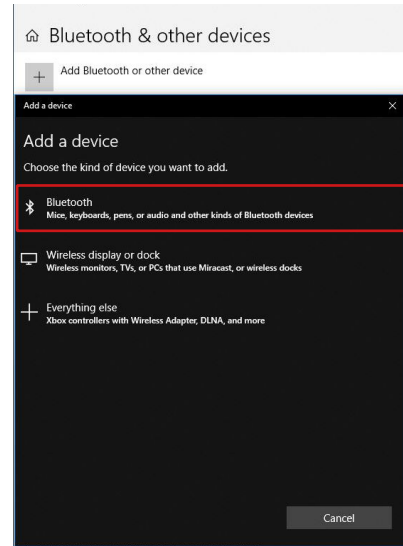 Bluetooth & other devices
Add Bluetooth or other device
Add a device
Add a device
Choose the kind of device you want to add.
Bluetooth
Mice, keyboards, pens, or audio and other kinds of Bluetooth devices
Wireless display or dock
Wireless monitors, TVs, or PCs that use Miracast, or wireless docks
Everything else
Xbox controllers with Wireless Adapter, DLNA, and more
Cancel